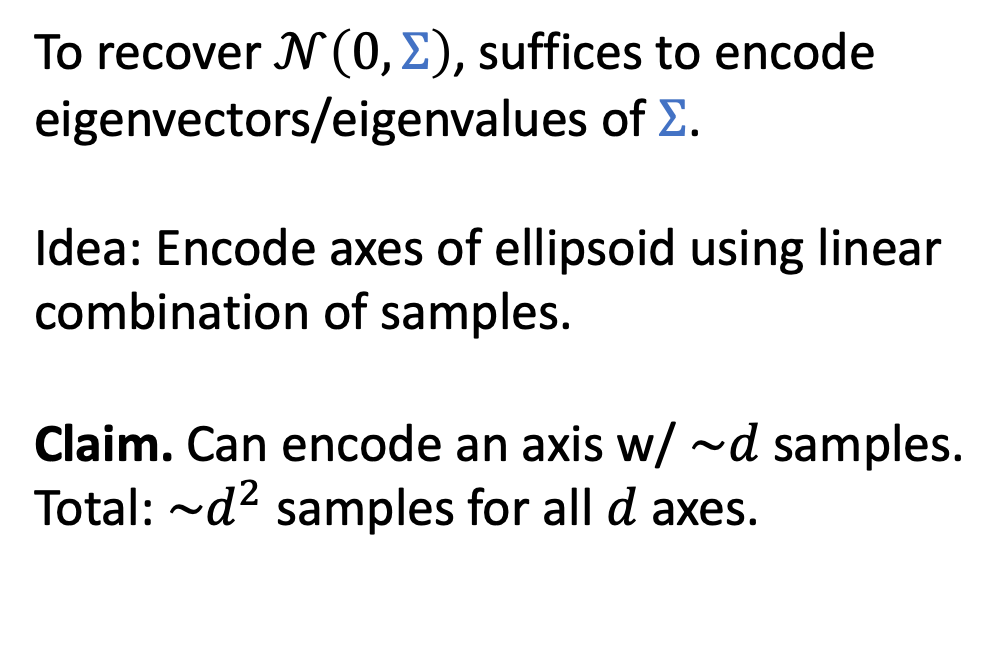 To recover 𝒩(0, Σ), suffices to encode
eigenvectors/eigenvalues of Σ.
Idea: Encode axes of ellipsoid using linear
combination of samples.
Claim. Can encode an axis w/ ~d samples.
Total: ~d² samples for all d axes.